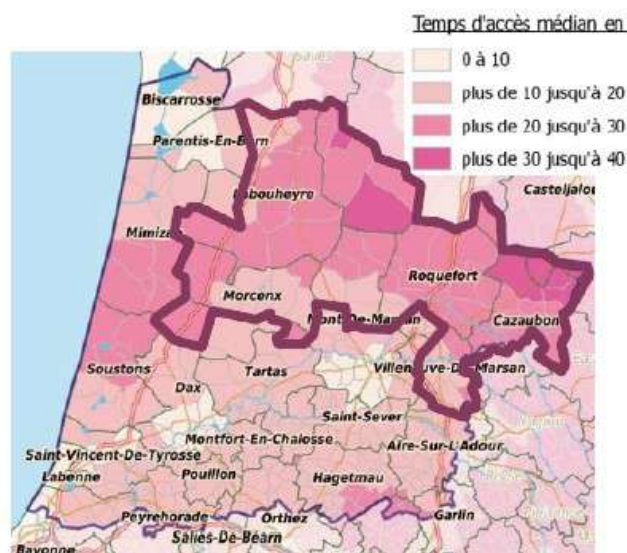 Temps d'accès médian en
0 à 10
plus de 10 jusqu'à 20
plus de 20 jusqu'à 30
plus de 30 jusqu'à 40
Biscarrosse
Parentis-En-Born
Casteljalo
Labouheyre
Mimiza
Roquefort
Morcenx
Mont-De-Marsan
Cazaubon
Soustons
Tartas
Villeneuve-De-Marsan
Dax
Saint-Sever
Montfort-En-Chalosse
Aire-Sur-L'Adour
Saint-Vincent-De-Tyrosse
Labenne
Pouillon
Hagetmau
Peyrehorade
Orthez
Garlin
Salies-De-Béarn
Bayonne